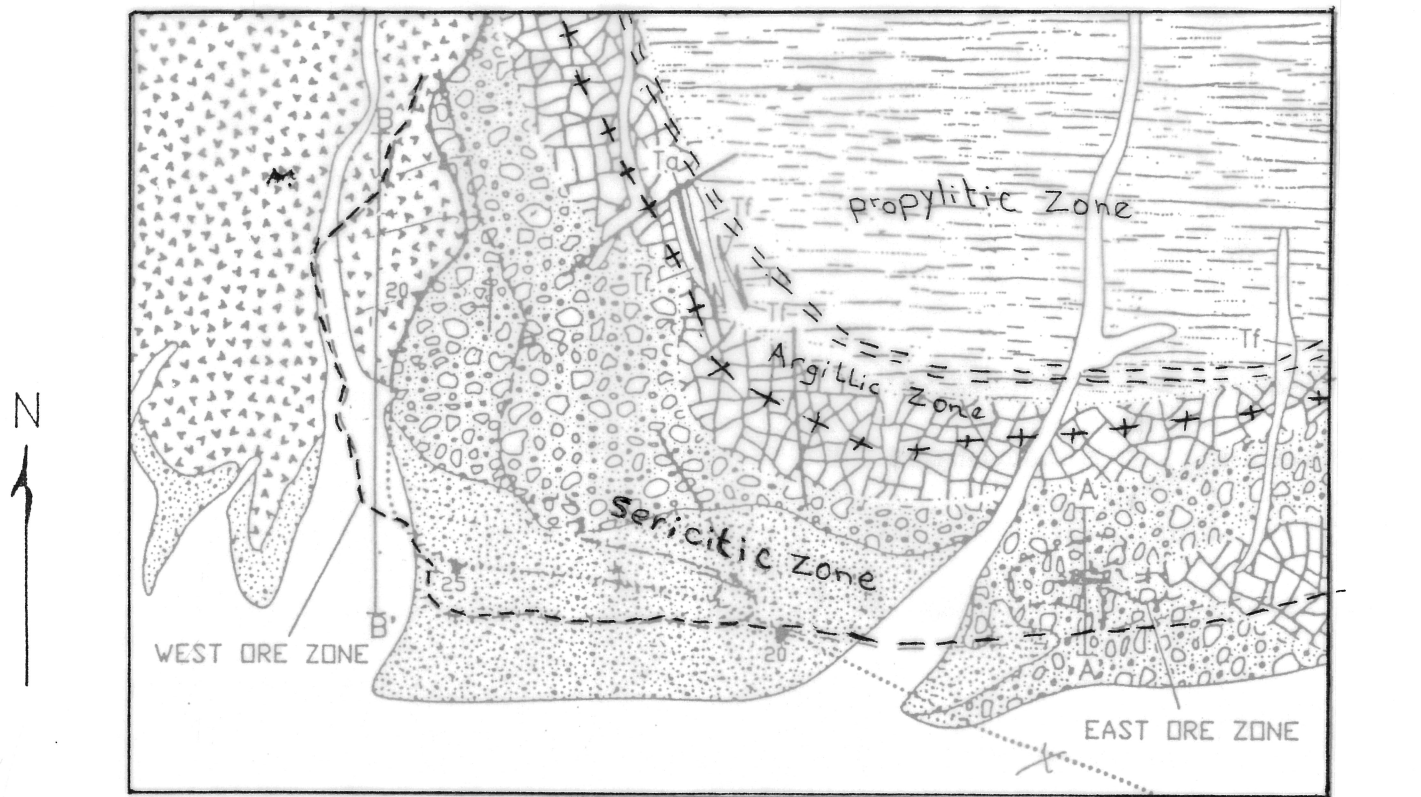 B
Ta
Tf
propylitic Zone
Tf
20
Tf
Tf
Argillic Zone
N
A
Sericitic Zone
25
B'
WEST ORE ZONE
20
A'
EAST ORE ZONE